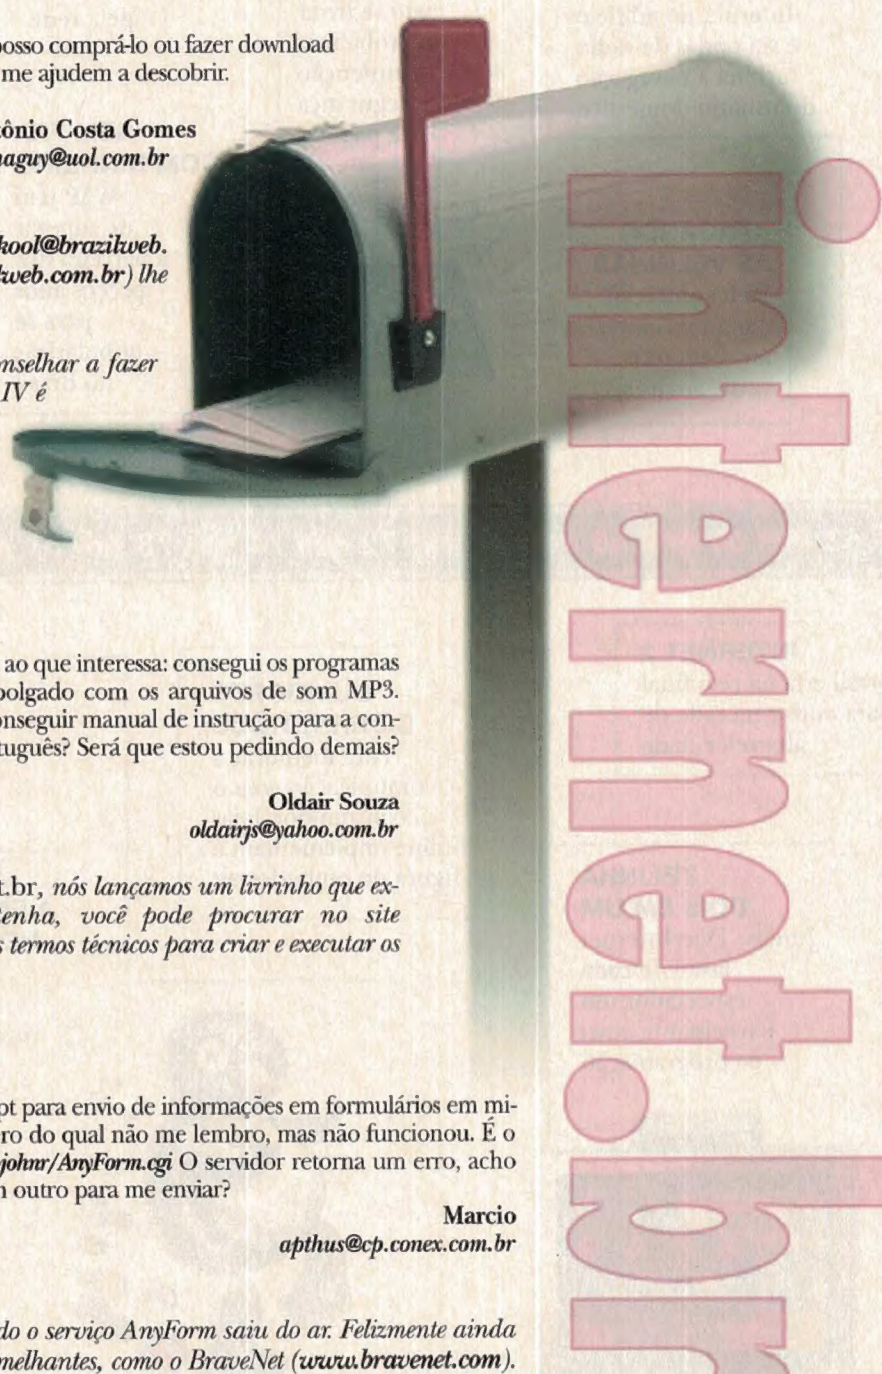 posso comprá-lo ou fazer download
me ajudem a descobrir.
ônio Costa Gomes
naguy@uol.com.br
kool@brazilweb.
lweb.com.br) lhe
nselhar a fazer
IV é
ao que interessa: consegui os programas
polgado com os arquivos de som MP3.
onseguir manual de instrução para a con-
tuguês? Será que estou pedindo demais?
Oldair Souza
oldairjs@yahoo.com.br
t.br, nós lançamos um livrinho que ex-
tenha, você pode procurar no site
s termos técnicos para criar e executar os
pt para envio de informações em formulários em mi-
ro do qual não me lembro, mas não funcionou. É o
johnr/AnyForm.cgi O servidor retorna um erro, acho
n outro para me enviar?
Marcio
apthus@cp.conex.com.br
do o serviço AnyForm saiu do ar. Felizmente ainda
melhantes, como o BraveNet (www.bravenet.com).
internet.br